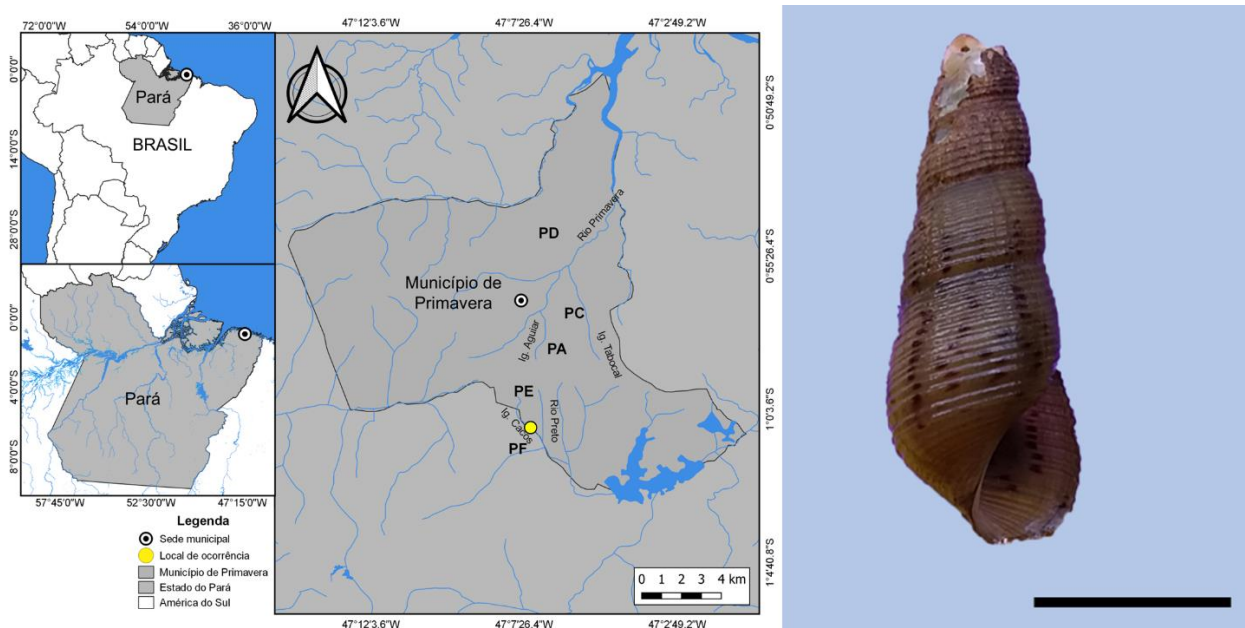 72°0'0"W
54°0'0"W
36°0'0"W
0°0'0"
14°0'0"S
28°0'0"S
Pará
BRASIL
0°0'0"
4°0'0"S
8°0'0"S
Pará
57°45'0"W
52°30'0"W
47°15'0"W
Legenda
Sede municipal
Local de ocorrência
Município de Primavera
Estado do Pará
América do Sul
47°12'3.6"W
47°7'26.4"W
47°2'49.2"W
0°50'49.2"S
0°55'26.4"S
1°0'3.6"S
1°4'40.8"S
PD
Rio Primavera
Município de
Primavera
PC
Ig. Aguiar
PA
Ig. Tabocal
PE
Ig. Cacos
Rio Preto
PF
0 1 2 3 4 km
47°12'3.6"W
47°7'26.4"W
47°2'49.2"W